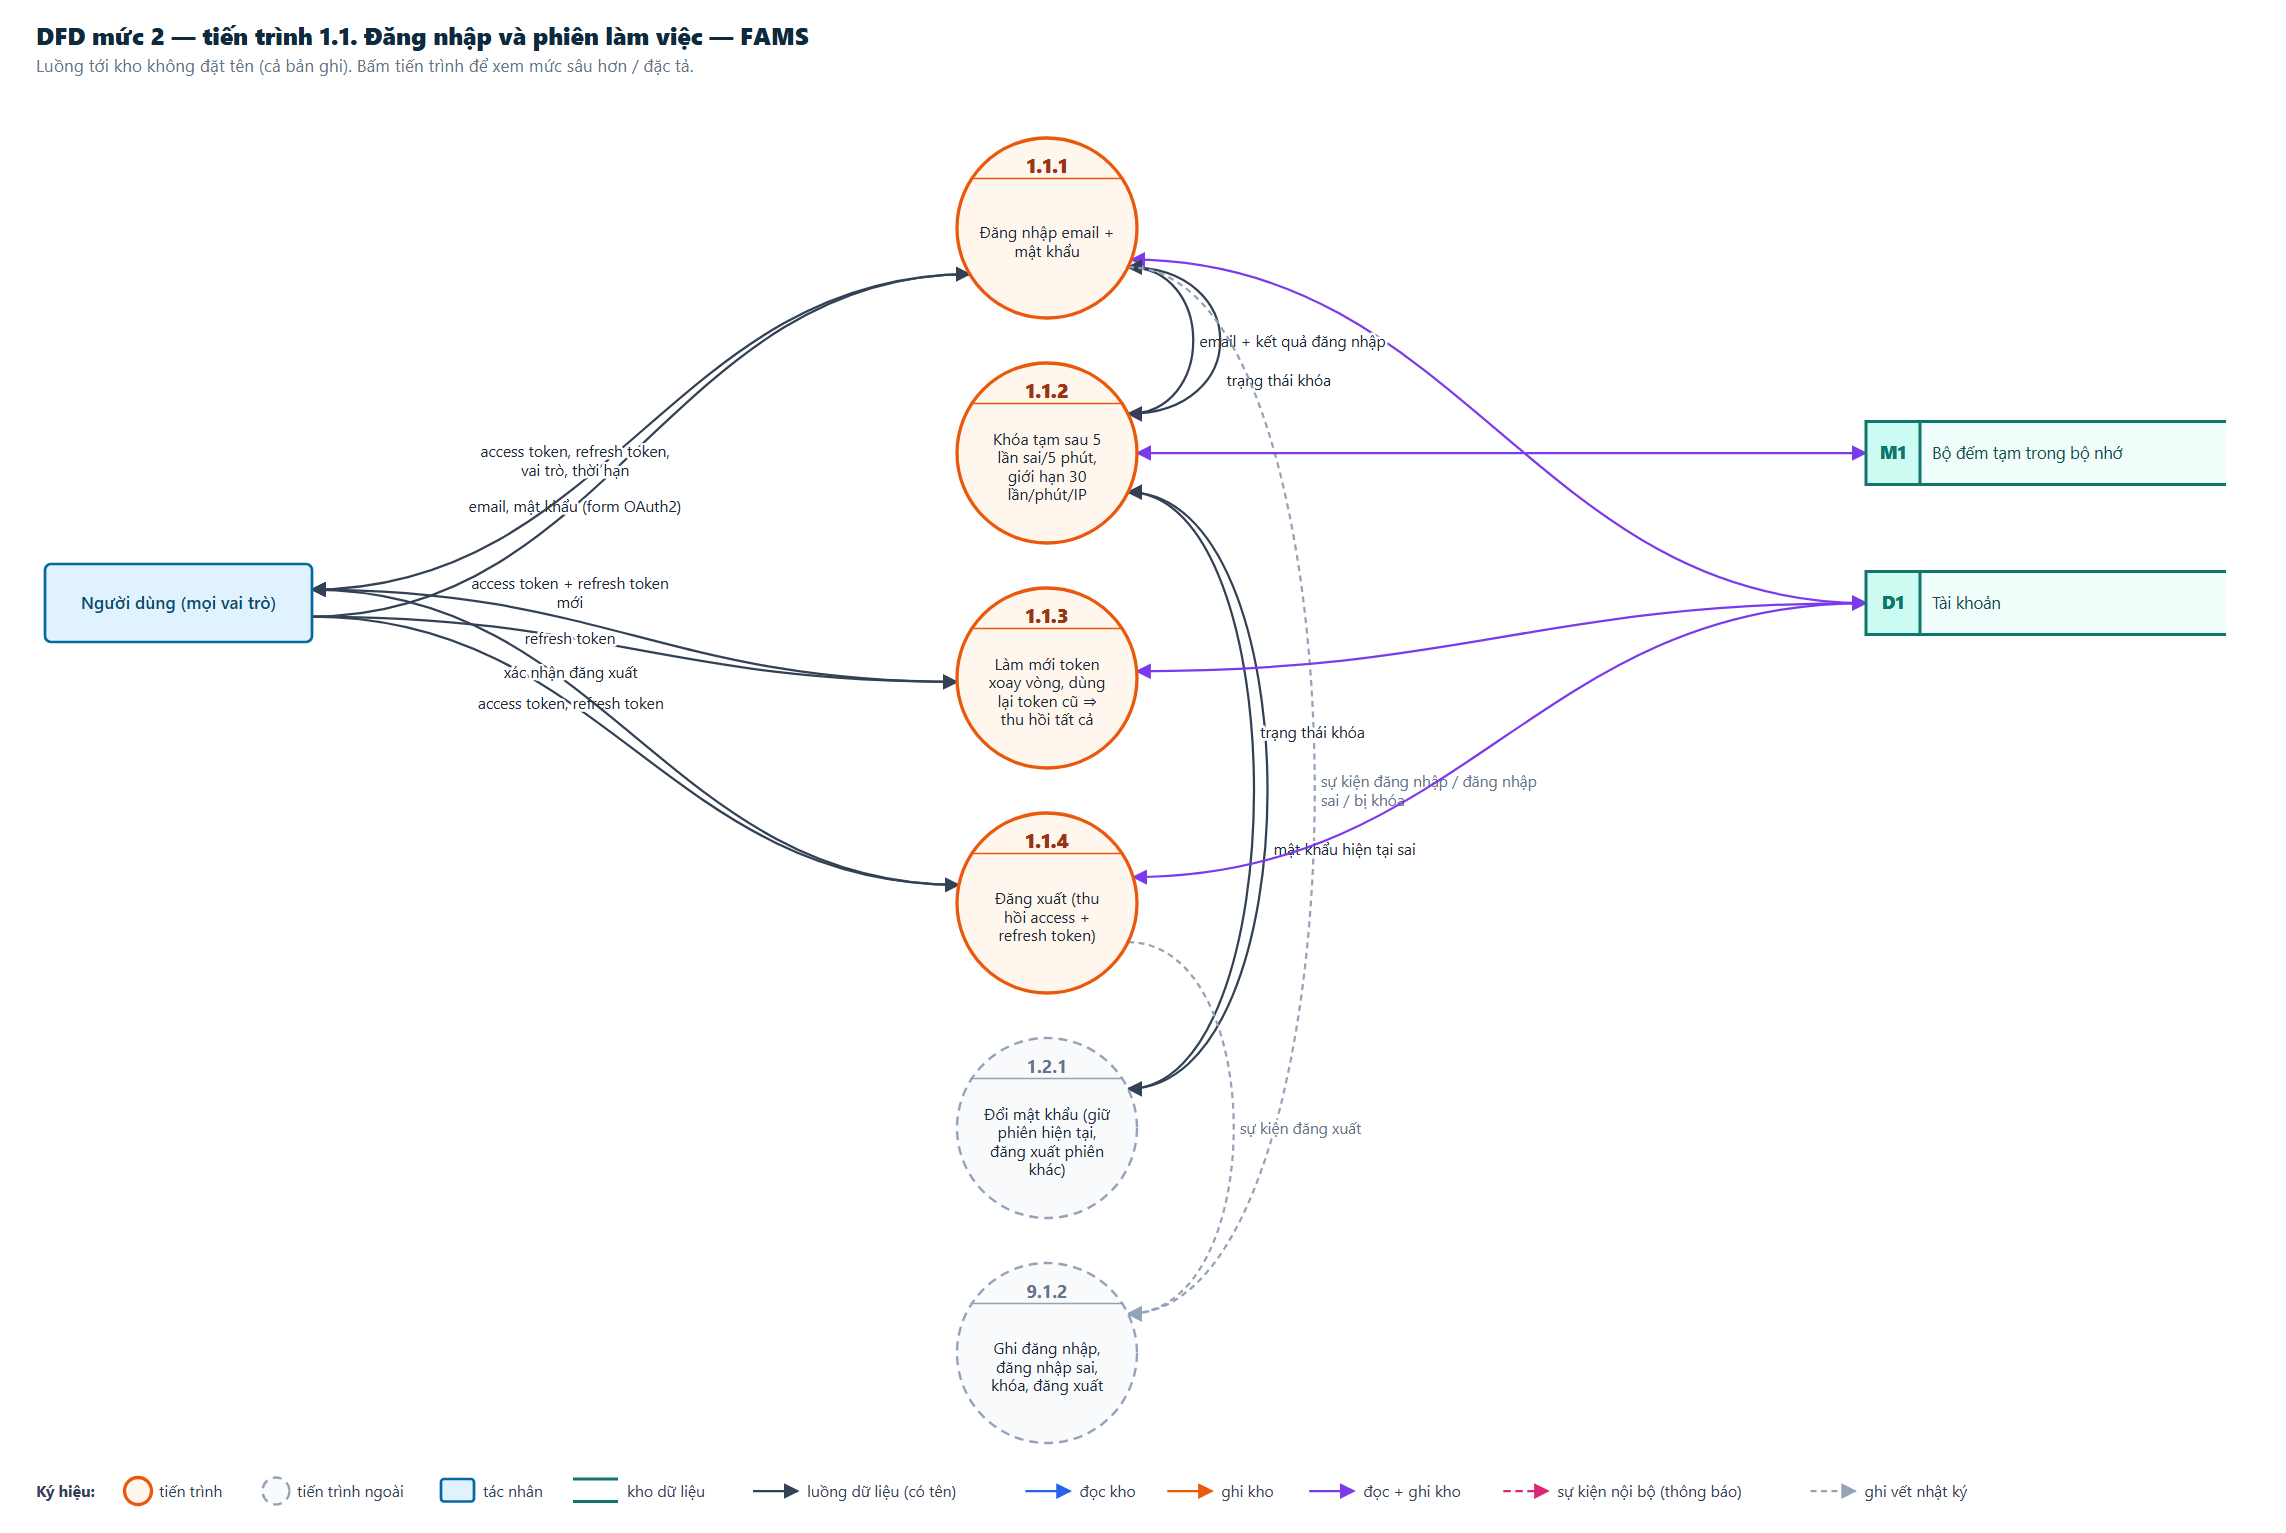 DFD mức 2 — tiến trình 1.1. Đăng nhập và phiên làm việc — FAMS
Luồng tới kho không đặt tên (cả bản ghi). Bấm tiến trình để xem mức sâu hơn / đặc tả.
1.1.1
Đăng nhập email +
mật khẩu
email + kết quả đăng nhập
trạng thái khóa
1.1.2
Khóa tạm sau 5
lần sai/5 phút,
giới hạn 30
lần/phút/IP
M1
Bộ đếm tạm trong bộ nhớ
access token, refresh token,
vai trò, thời hạn
email, mật khẩu (form OAuth2)
Người dùng (mọi vai trò)
access token + refresh token
mới
refresh token
xác nhận đăng xuất
access token, refresh token
D1
Tài khoản
1.1.3
Làm mới token
xoay vòng, dùng
lại token cũ ⇒
thu hồi tất cả
trạng thái khóa
sự kiện đăng nhập / đăng nhập
sai / bị khóa
mật khẩu hiện tại sai
1.1.4
Đăng xuất (thu
hồi access +
refresh token)
1.2.1
Đổi mật khẩu (giữ
phiên hiện tại,
đăng xuất phiên
khác)
sự kiện đăng xuất
9.1.2
Ghi đăng nhập,
đăng nhập sai,
khóa, đăng xuất
Ký hiệu:
tiến trình
tiến trình ngoài
tác nhân
kho dữ liệu
luồng dữ liệu (có tên)
đọc kho
ghi kho
đọc + ghi kho
sự kiện nội bộ (thông báo)
ghi vết nhật ký